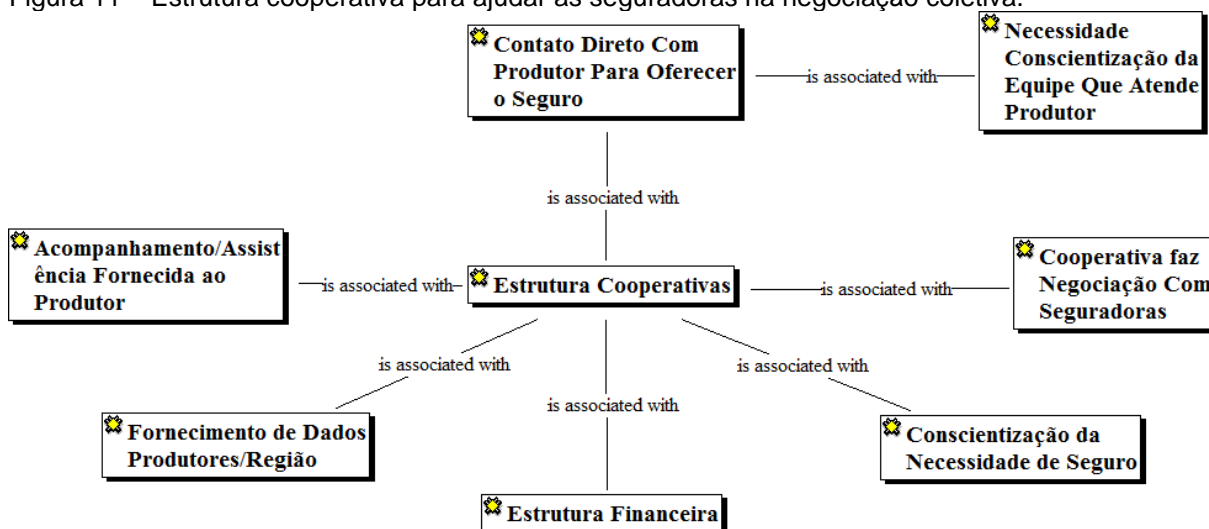 Figura 11 – Estrutura cooperativa para ajudar as seguradoras na negociação coletiva.
Contato Direto Com
Produtor Para Oferecer
o Seguro
is associated with
Necessidade
Conscientização da
Equipe Que Atende
Produtor
is associated with
Acompanhamento/Assist
ência Fornecida ao
Produtor
is associated with
Estrutura Cooperativas
is associated with
Cooperativa faz
Negociação Com
Seguradoras
is associated with
is associated with
is associated with
Fornecimento de Dados
Produtores/Região
Conscientização da
Necessidade de Seguro
Estrutura Financeira